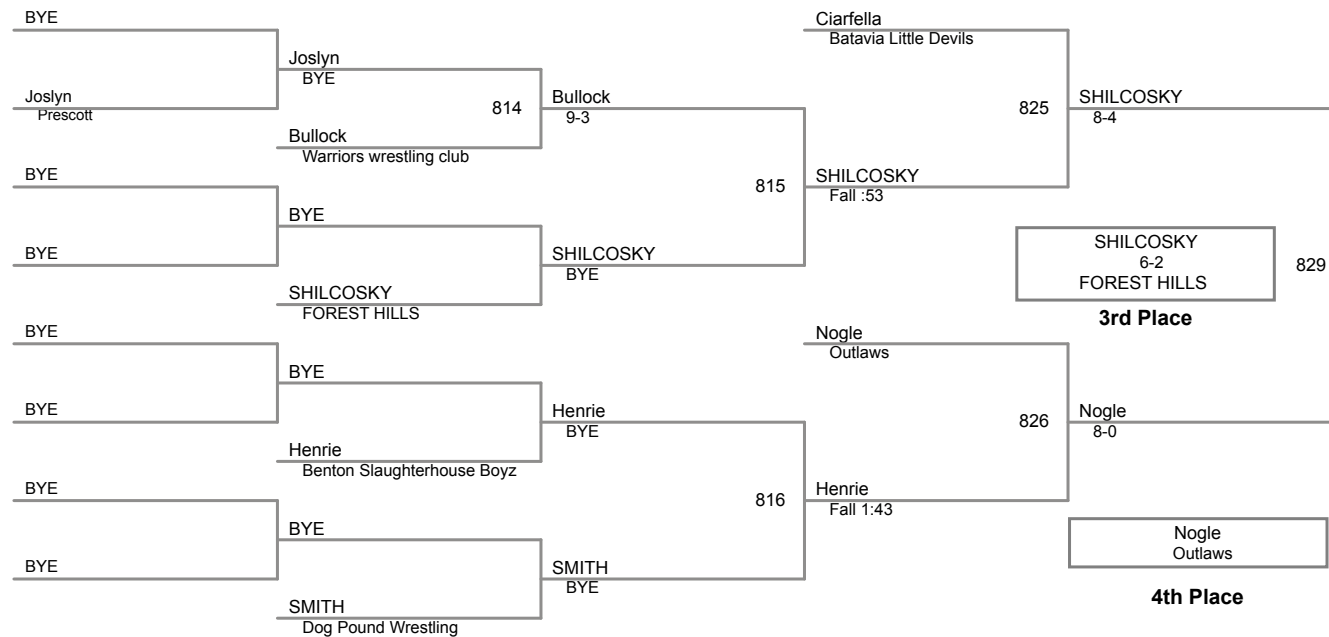 BYE
Joslyn
Prescott
BYE
BYE
BYE
BYE
BYE
BYE
Joslyn
BYE
Bullock
Warriors wrestling club
BYE
SHILCOSKY
FOREST HILLS
BYE
Henrie
Benton Slaughterhouse Boyz
BYE
SMITH
Dog Pound Wrestling
814
Bullock
9-3
SHILCOSKY
BYE
Henrie
BYE
SMITH
BYE
815
816
Ciarfella
Batavia Little Devils
SHILCOSKY
Fall :53
Nogle
Outlaws
Henrie
Fall 1:43
825
826
SHILCOSKY
8-4
Nogle
8-0
SHILCOSKY
6-2
FOREST HILLS
829
3rd Place
Nogle
Outlaws
4th Place